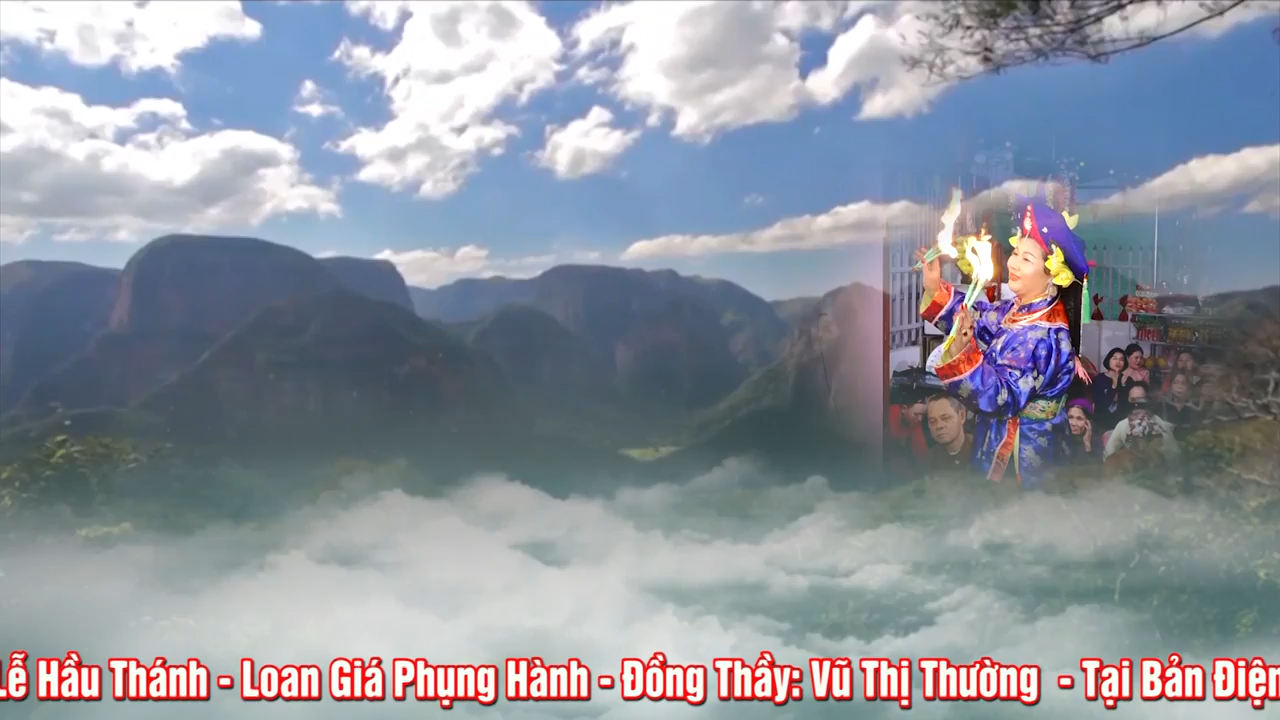 Lễ Hầu Thánh - Loan Giá Phụng Hành - Đồng Thầy: Vũ Thị Thường - Tại Bản Điện